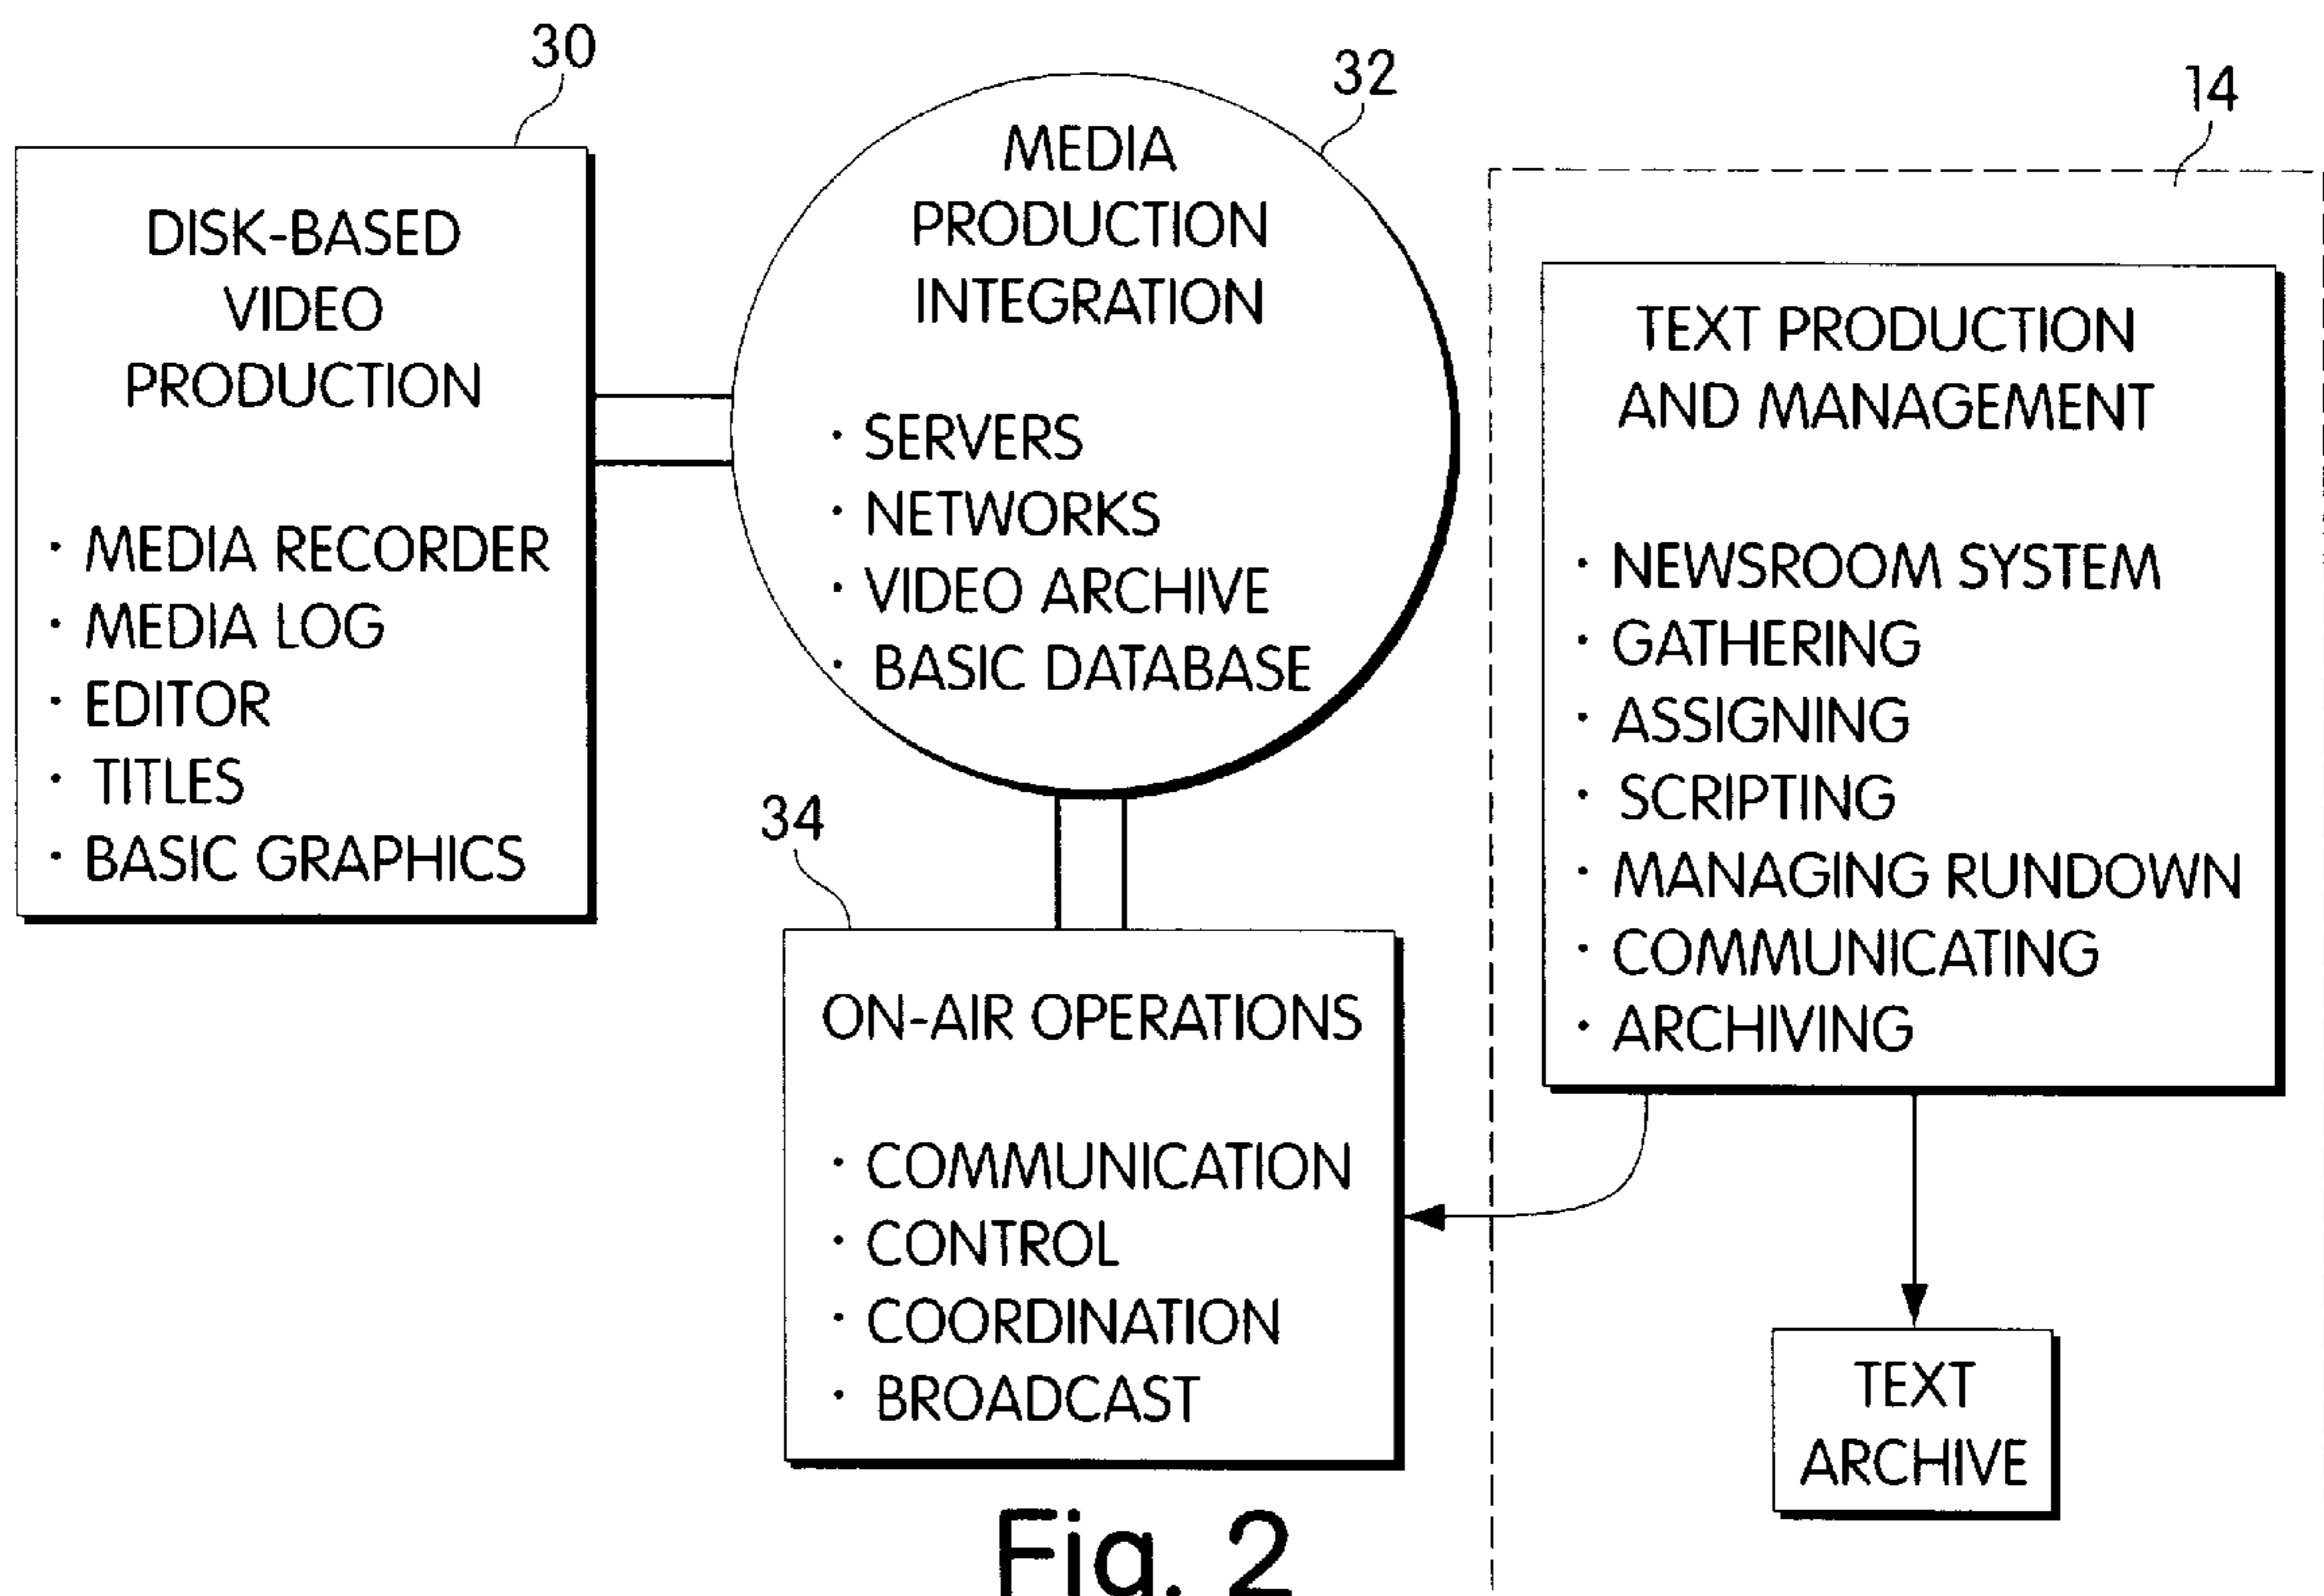 30
DISK-BASED
VIDEO
PRODUCTION
· MEDIA RECORDER
· MEDIA LOG
· EDITOR
· TITLES
· BASIC GRAPHICS
32
MEDIA
PRODUCTION
INTEGRATION
· SERVERS
· NETWORKS
· VIDEO ARCHIVE
· BASIC DATABASE
34
ON-AIR OPERATIONS
· COMMUNICATION
· CONTROL
· COORDINATION
· BROADCAST
14
TEXT PRODUCTION
AND MANAGEMENT
· NEWSROOM SYSTEM
· GATHERING
· ASSIGNING
· SCRIPTING
· MANAGING RUNDOWN
· COMMUNICATING
· ARCHIVING
TEXT
ARCHIVE
Fig. 2